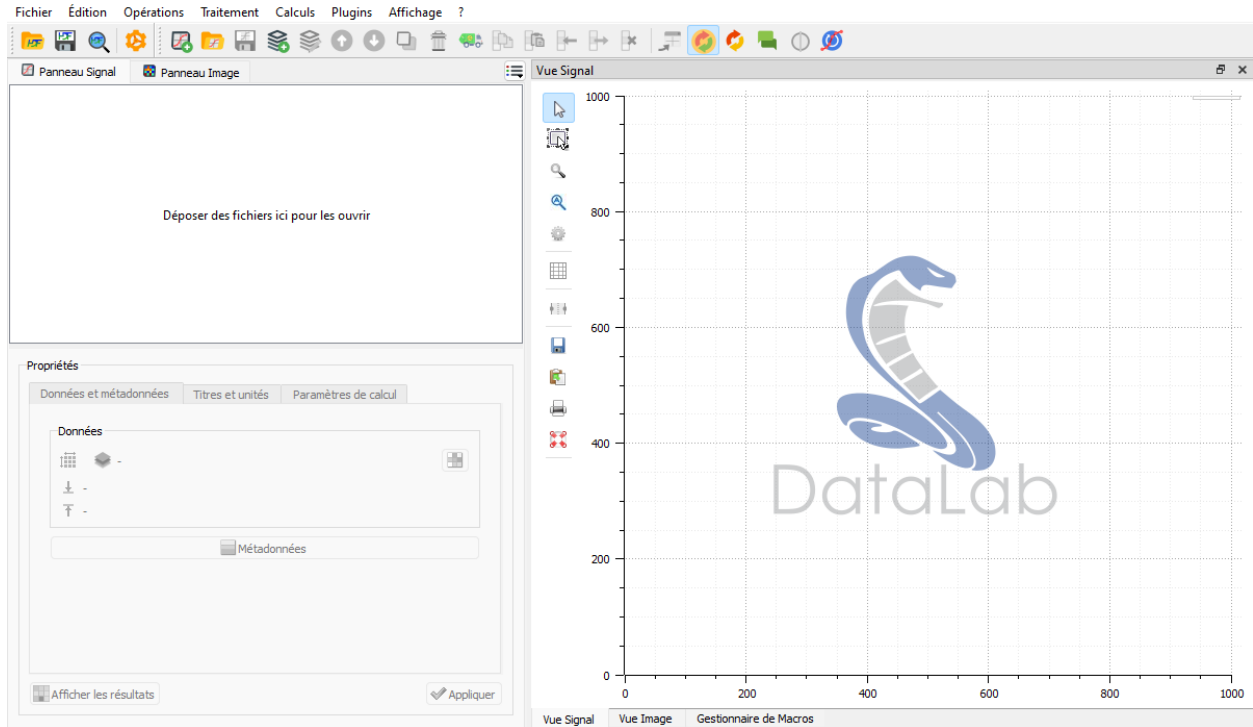 Fichier Édition Opérations Traitement Calculs Plugins Affichage ?
Panneau Signal Panneau Image
Déposer des fichiers ici pour les ouvrir
Propriétés
Données et métadonnées Titres et unités Paramètres de calcul
Données
-
-
-
Métadonnées
Afficher les résultats Appliquer
Vue Signal
1000
800
600
400
200
0
DataLab
0 200 400 600 800 1000
Vue Signal Vue Image Gestionnaire de Macros